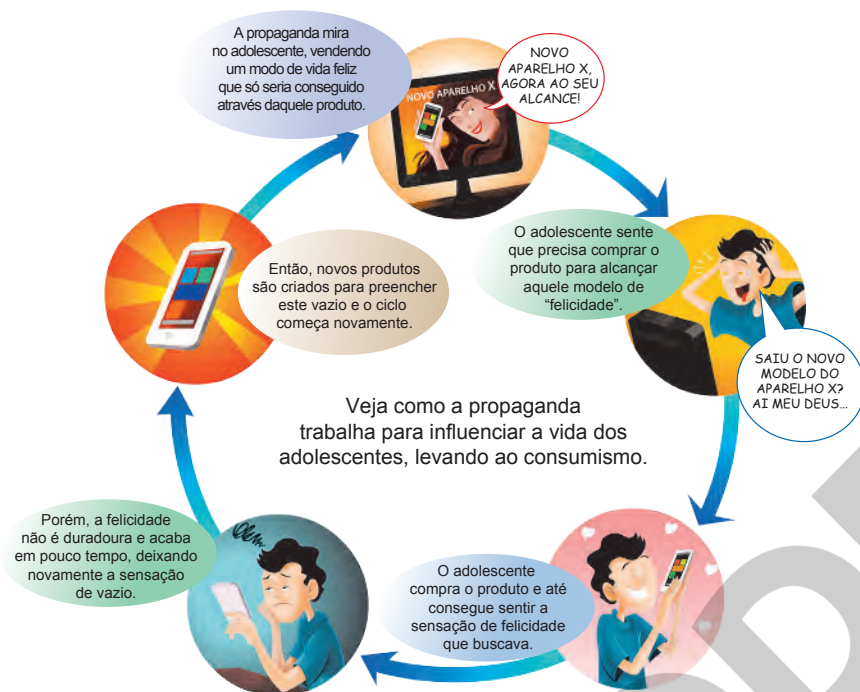 A propaganda mira
no adolescente, vendendo
um modo de vida feliz
que só seria conseguido
através daquele produto.
NOVO APARELHO X
NOVO
APARELHO X,
AGORA AO SEU
ALCANCE!
O adolescente sente
que precisa comprar o
produto para alcançar
aquele modelo de
“felicidade”.
SAIU O NOVO
MODELO DO
APARELHO X?
AI MEU DEUS...
O adolescente
compra o produto e até
consegue sentir a
sensação de felicidade
que buscava.
Porém, a felicidade
não é duradoura e acaba
em pouco tempo, deixando
novamente a sensação
de vazio.
Então, novos produtos
são criados para preencher
este vazio e o ciclo
começa novamente.
Veja como a propaganda
trabalha para influenciar a vida dos
adolescentes, levando ao consumismo.